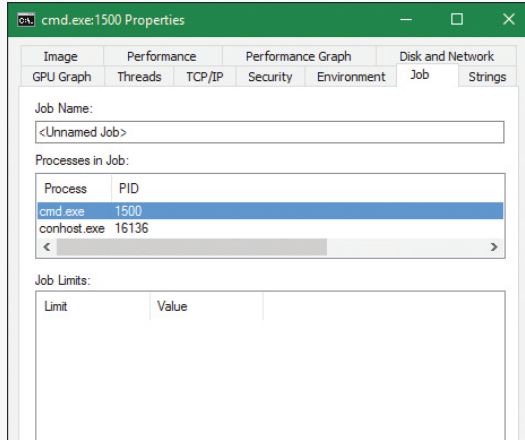 cmd.exe:1500 Properties
Image Performance Performance Graph Disk and Network
GPU Graph Threads TCP/IP Security Environment Job Strings
Job Name:
<Unnamed Job>
Processes in Job:
Process PID
cmd.exe 1500
conhost.exe 16136
Job Limits:
Limit Value